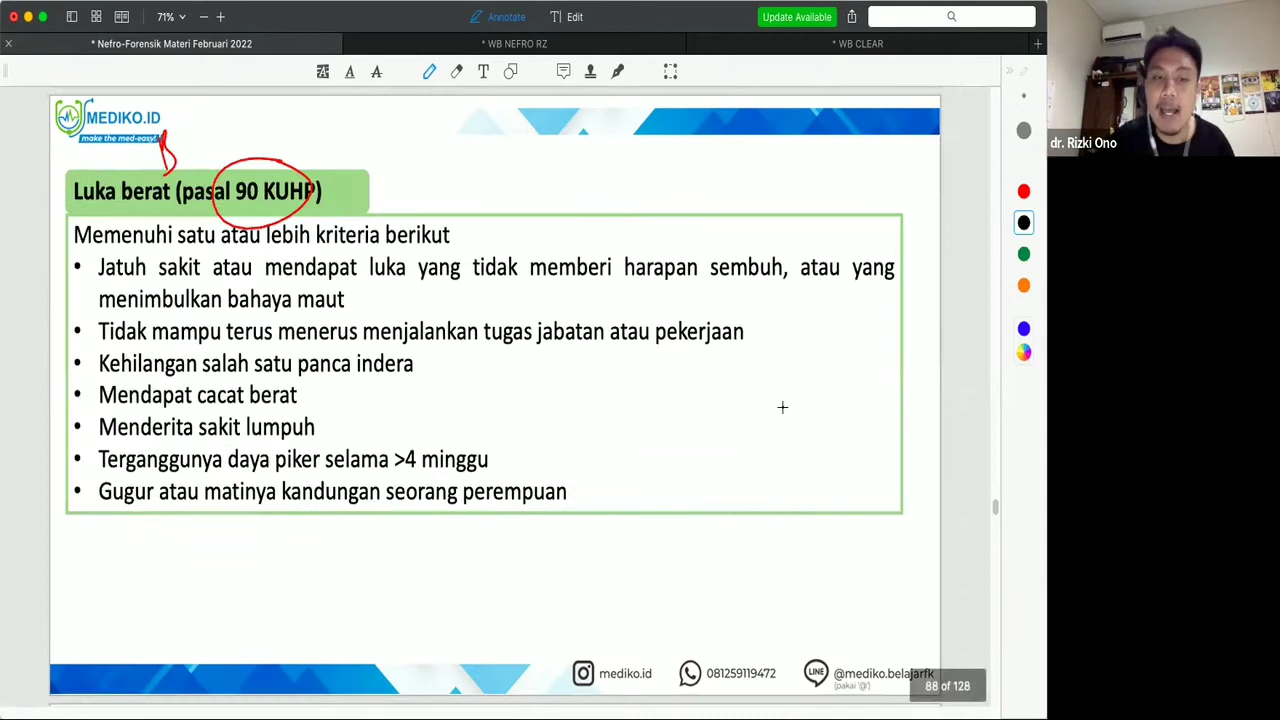 71%
Annotate
Edit
Update Available
* Nefro-Forensik Materi Februari 2022
* WB NEFRO RZ
* WB CLEAR
MEDIKO.ID
make the med-easy!
dr. Rizki Ono
Luka berat (pasal 90 KUHP)
Memenuhi satu atau lebih kriteria berikut
• Jatuh sakit atau mendapat luka yang tidak memberi harapan sembuh, atau yang
menimbulkan bahaya maut
• Tidak mampu terus menerus menjalankan tugas jabatan atau pekerjaan
• Kehilangan salah satu panca indera
• Mendapat cacat berat
• Menderita sakit lumpuh
• Terganggunya daya piker selama >4 minggu
• Gugur atau matinya kandungan seorang perempuan
mediko.id
081259119472
LINE
@mediko.belajarfk
(pakai '@')
88 of 128